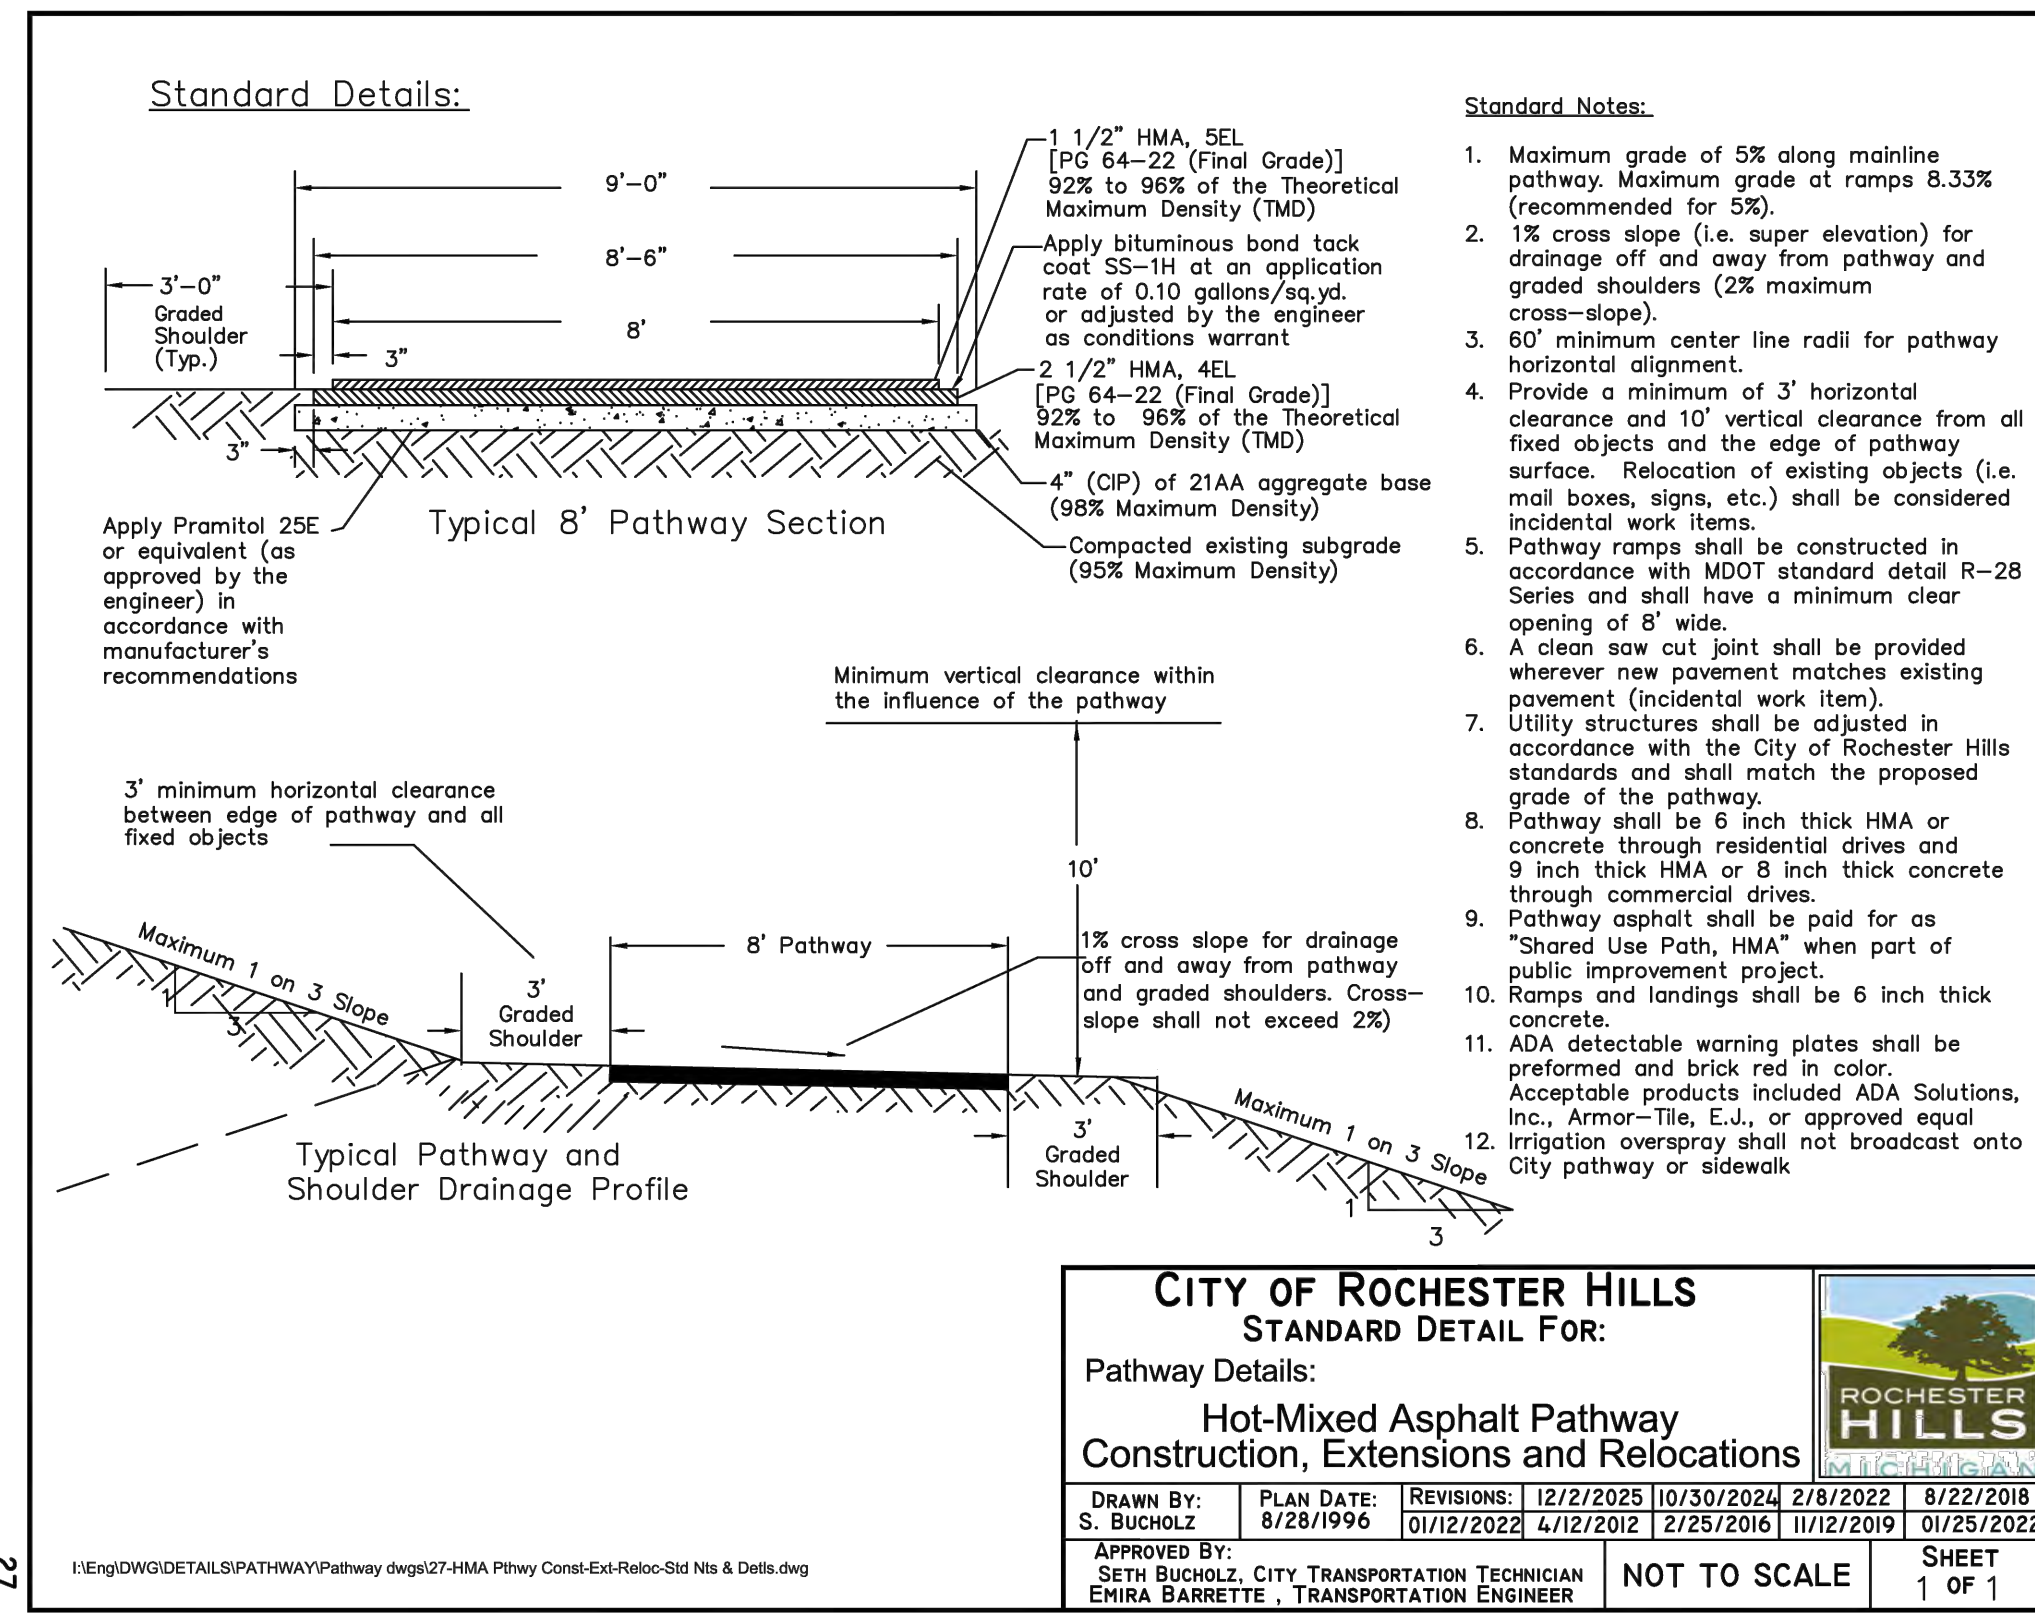 Standard Details:
9'-0"
8'-6"
3'-0"
Graded
Shoulder
(Typ.)
8'
3"
3"
1 1/2" HMA, 5EL
[PG 64-22 (Final Grade)]
92% to 96% of the Theoretical
Maximum Density (TMD)
Apply bituminous bond tack
coat SS-1H at an application
rate of 0.10 gallons/sq.yd.
or adjusted by the engineer
as conditions warrant
2 1/2" HMA, 4EL
[PG 64-22 (Final Grade)]
92% to 96% of the Theoretical
Maximum Density (TMD)
4" (CIP) of 21AA aggregate base
(98% Maximum Density)
Compacted existing subgrade
(95% Maximum Density)
Apply Pramitol 25E
or equivalent (as
approved by the
engineer) in
accordance with
manufacturer's
recommendations
Typical 8' Pathway Section
Minimum vertical clearance within
the influence of the pathway
3' minimum horizontal clearance
between edge of pathway and all
fixed objects
10'
Maximum 1 on 3 Slope
1
3
3'
Graded
Shoulder
8' Pathway
1% cross slope for drainage
off and away from pathway
and graded shoulders. Cross-
slope shall not exceed 2%)
3'
Graded
Shoulder
Maximum 1 on 3 Slope
1
3
Typical Pathway and
Shoulder Drainage Profile
Standard Notes:
1. Maximum grade of 5% along mainline
pathway. Maximum grade at ramps 8.33%
(recommended for 5%).
2. 1% cross slope (i.e. super elevation) for
drainage off and away from pathway and
graded shoulders (2% maximum
cross-slope).
3. 60' minimum center line radii for pathway
horizontal alignment.
4. Provide a minimum of 3' horizontal
clearance and 10' vertical clearance from all
fixed objects and the edge of pathway
surface. Relocation of existing objects (i.e.
mail boxes, signs, etc.) shall be considered
incidental work items.
5. Pathway ramps shall be constructed in
accordance with MDOT standard detail R-28
Series and shall have a minimum clear
opening of 8' wide.
6. A clean saw cut joint shall be provided
wherever new pavement matches existing
pavement (incidental work item).
7. Utility structures shall be adjusted in
accordance with the City of Rochester Hills
standards and shall match the proposed
grade of the pathway.
8. Pathway shall be 6 inch thick HMA or
concrete through residential drives and
9 inch thick HMA or 8 inch thick concrete
through commercial drives.
9. Pathway asphalt shall be paid for as
"Shared Use Path, HMA" when part of
public improvement project.
10. Ramps and landings shall be 6 inch thick
concrete.
11. ADA detectable warning plates shall be
preformed and brick red in color.
Acceptable products included ADA Solutions,
Inc., Armor-Tile, E.J., or approved equal
12. Irrigation overspray shall not broadcast onto
City pathway or sidewalk
CITY OF ROCHESTER HILLS
STANDARD DETAIL FOR:
Pathway Details:
Hot-Mixed Asphalt Pathway
Construction, Extensions and Relocations
ROCHESTER
HILLS
MICHIGAN
DRAWN BY:
S. BUCHOLZ
PLAN DATE:
8/28/1996
REVISIONS: 12/2/2025 10/30/2024 2/8/2022 8/22/2018
01/12/2022 4/12/2012 2/25/2016 11/12/2019 01/25/2022
APPROVED BY:
SETH BUCHOLZ, CITY TRANSPORTATION TECHNICIAN
EMIRA BARRETTE , TRANSPORTATION ENGINEER
NOT TO SCALE
SHEET
1 OF 1
I:\Eng\DWG\DETAILS\PATHWAY\Pathway dwgs\27-HMA Pthwy Const-Ext-Reloc-Std Nts & Detls.dwg
27